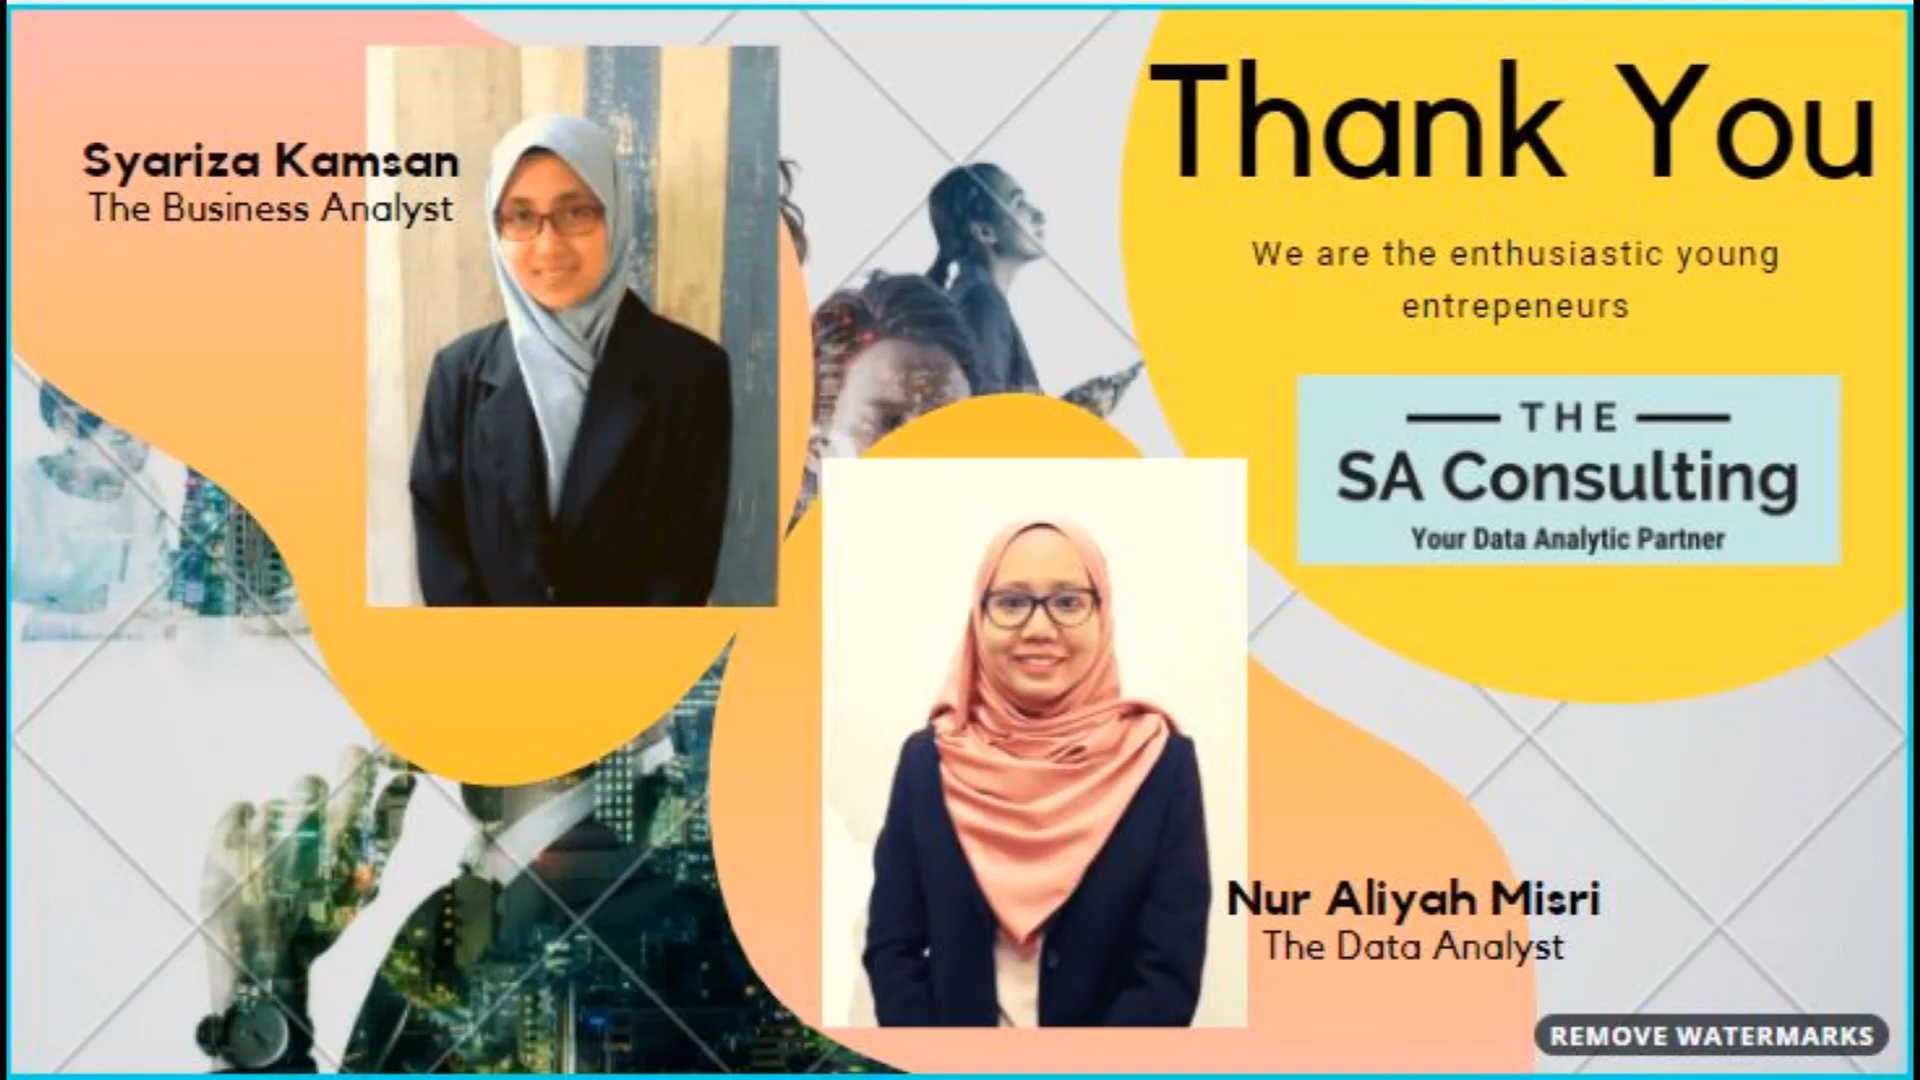 Syariza Kamsan
The Business Analyst
Thank You
We are the enthusiastic young
entrepeneurs
THE
SA Consulting
Your Data Analytic Partner
Nur Aliyah Misri
The Data Analyst
REMOVE WATERMARKS